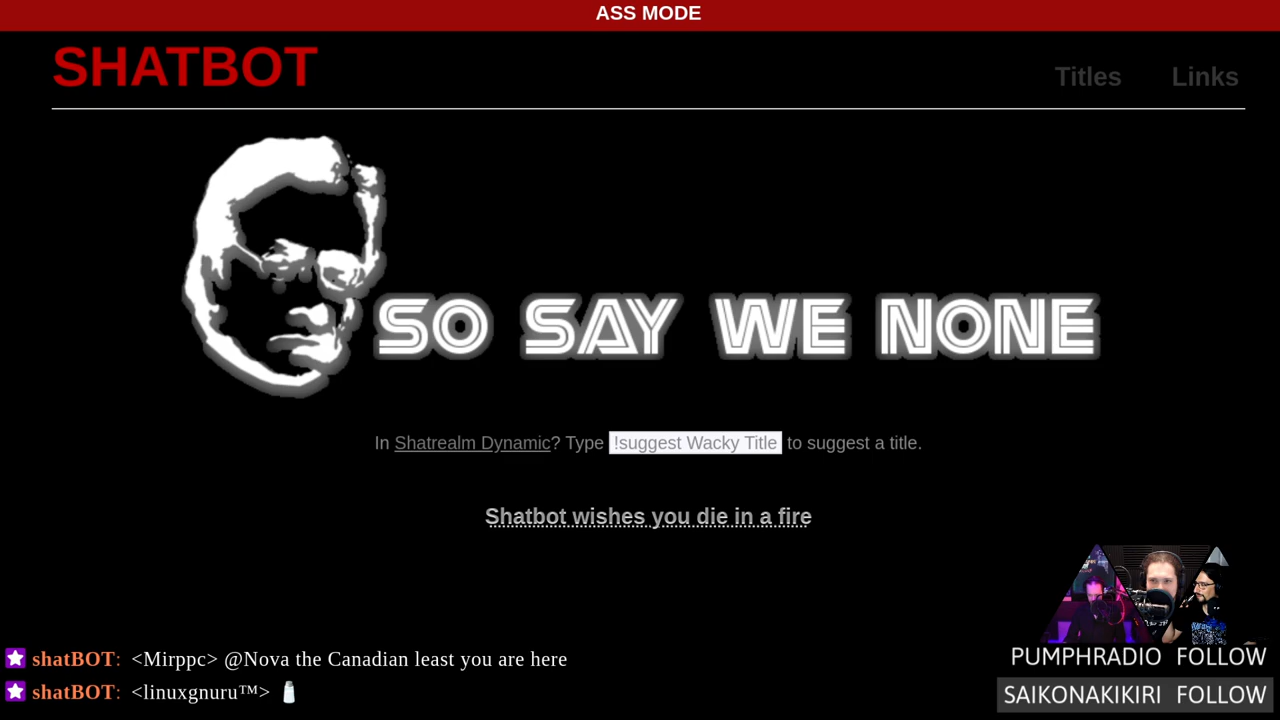 ASS MODE
SHATBOT
Titles Links
SO SAY WE NONE
In Shatrealm Dynamic? Type !suggest Wacky Title to suggest a title.
Shatbot wishes you die in a fire
shatBOT: <Mirppc> @Nova the Canadian least you are here
shatBOT: <linuxgnuru™> 🧂
PUMPHRADIO FOLLOW
SAIKONAKIKIRI FOLLOW